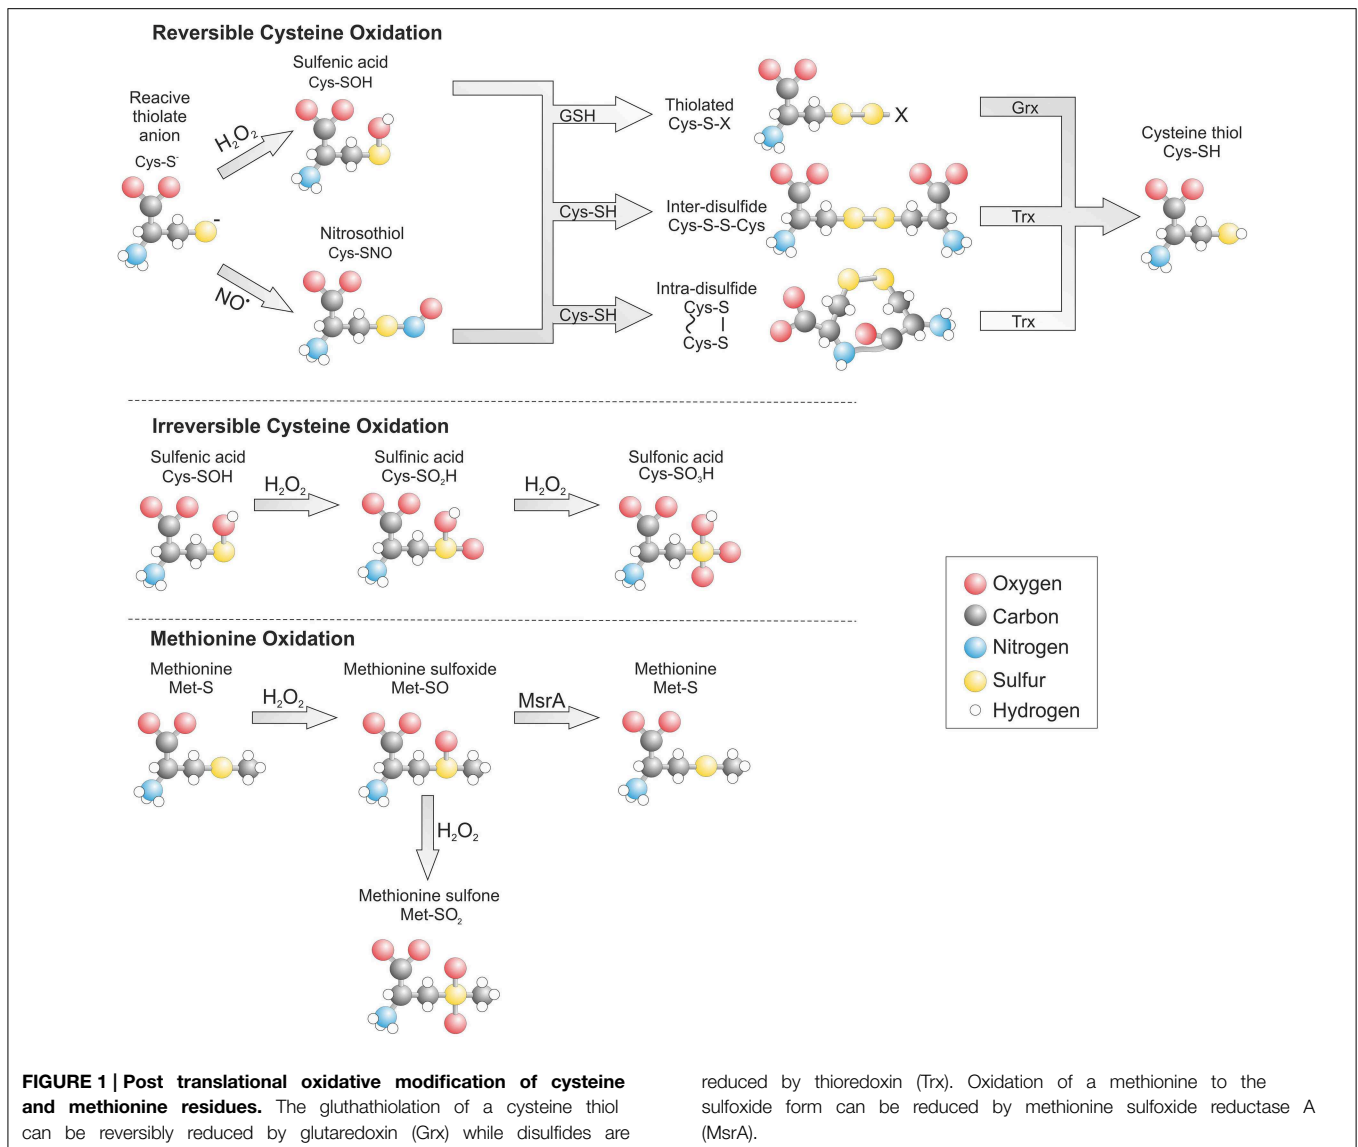 Reversible Cysteine Oxidation
Reacive
thiolate
anion
Cys-S⁻
H₂O₂
Sulfenic acid
Cys-SOH
NO•
Nitrosothiol
Cys-SNO
GSH
Thiolated
Cys-S-X
X
Grx
Cys-SH
Inter-disulfide
Cys-S-S-Cys
Trx
Cys-SH
Intra-disulfide
Cys-S
Cys-S
Trx
Cysteine thiol
Cys-SH
-
Irreversible Cysteine Oxidation
Sulfenic acid
Cys-SOH
H₂O₂
Sulfinic acid
Cys-SO₂H
H₂O₂
Sulfonic acid
Cys-SO₃H
Methionine Oxidation
Methionine
Met-S
H₂O₂
Methionine sulfoxide
Met-SO
MsrA
Methionine
Met-S
H₂O₂
Methionine sulfone
Met-SO₂
Oxygen
Carbon
Nitrogen
Sulfur
Hydrogen
FIGURE 1 | Post translational oxidative modification of cysteine
and methionine residues. The gluthathiolation of a cysteine thiol
can be reversibly reduced by glutaredoxin (Grx) while disulfides are
reduced by thioredoxin (Trx). Oxidation of a methionine to the
sulfoxide form can be reduced by methionine sulfoxide reductase A
(MsrA).